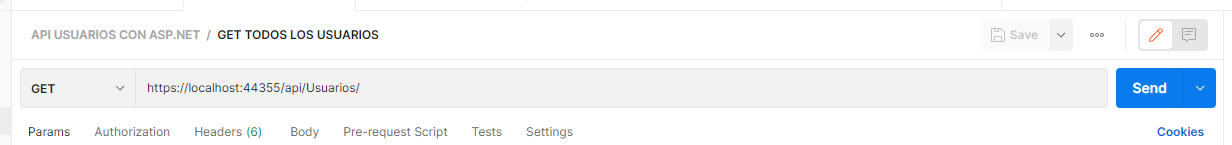 API USUARIOS CON ASP.NET / GET TODOS LOS USUARIOS Save
GET https://localhost:44355/api/Usuarios/ Send
Params Authorization Headers (6) Body Pre-request Script Tests Settings Cookies